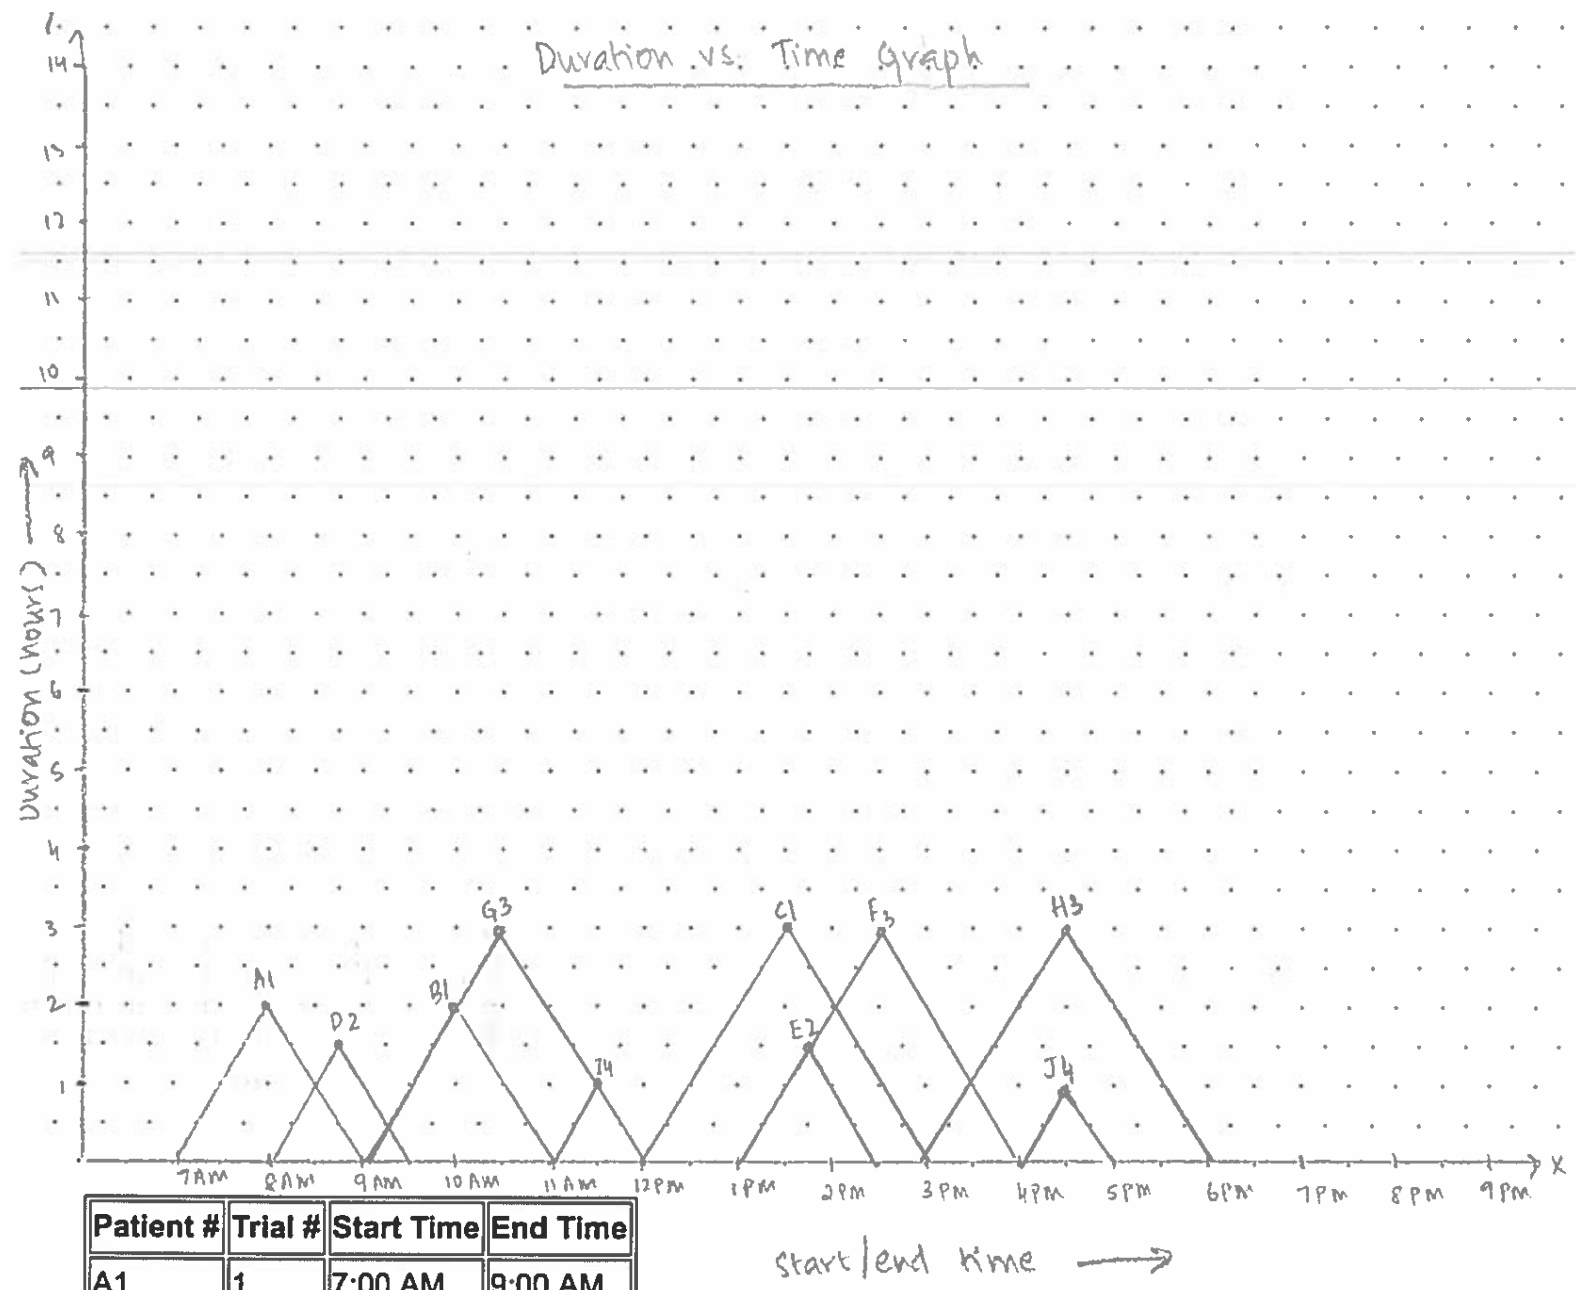 Duration vs. Time Graph
14
13
12
11
10
9
8
7
6
5
4
3
2
1
Duration (hours)
G3
C1
F3
H3
A1
B1
D2
E2
I4
J4
7AM 8AM 9AM 10AM 11AM 12PM 1PM 2PM 3PM 4PM 5PM 6PM 7PM 8PM 9PM X
start/end time
Patient # Trial # Start Time End Time
A1 1 7:00 AM 9:00 AM